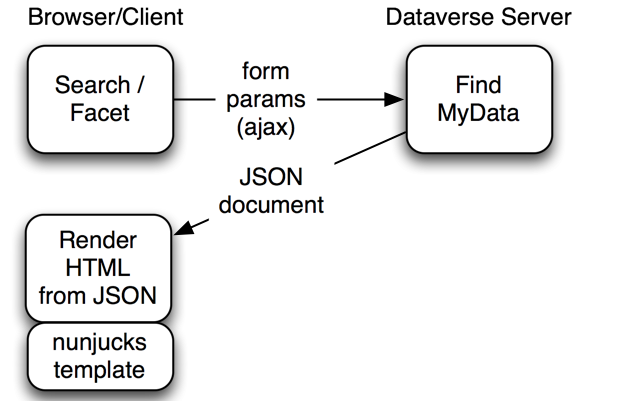 Browser/Client
Dataverse Server
Search /
Facet
form
params
(ajax)
Find
MyData
JSON
document
Render
HTML
from JSON
nunjucks
template